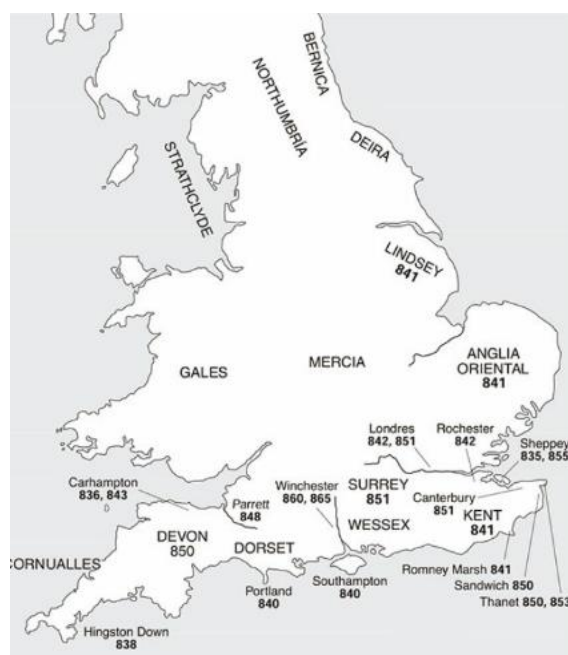 BERNICA
NORTHUMBRÍA
DEIRA
STRATHCLYDE
LINDSEY
841
GALES
MERCIA
ANGLIA
ORIENTAL
841
Londres
842, 851
Rochester
842
Sheppey
835, 855
Carhampton
836, 843
Winchester
860, 865
SURREY
851
Canterbury
851
Parrett
848
KENT
841
WESSEX
DEVON
850
DORSET
CORNUALLES
Romney Marsh 841
Sandwich 850
Thanet 850, 853
Portland
840
Southampton
840
Hingston Down
838